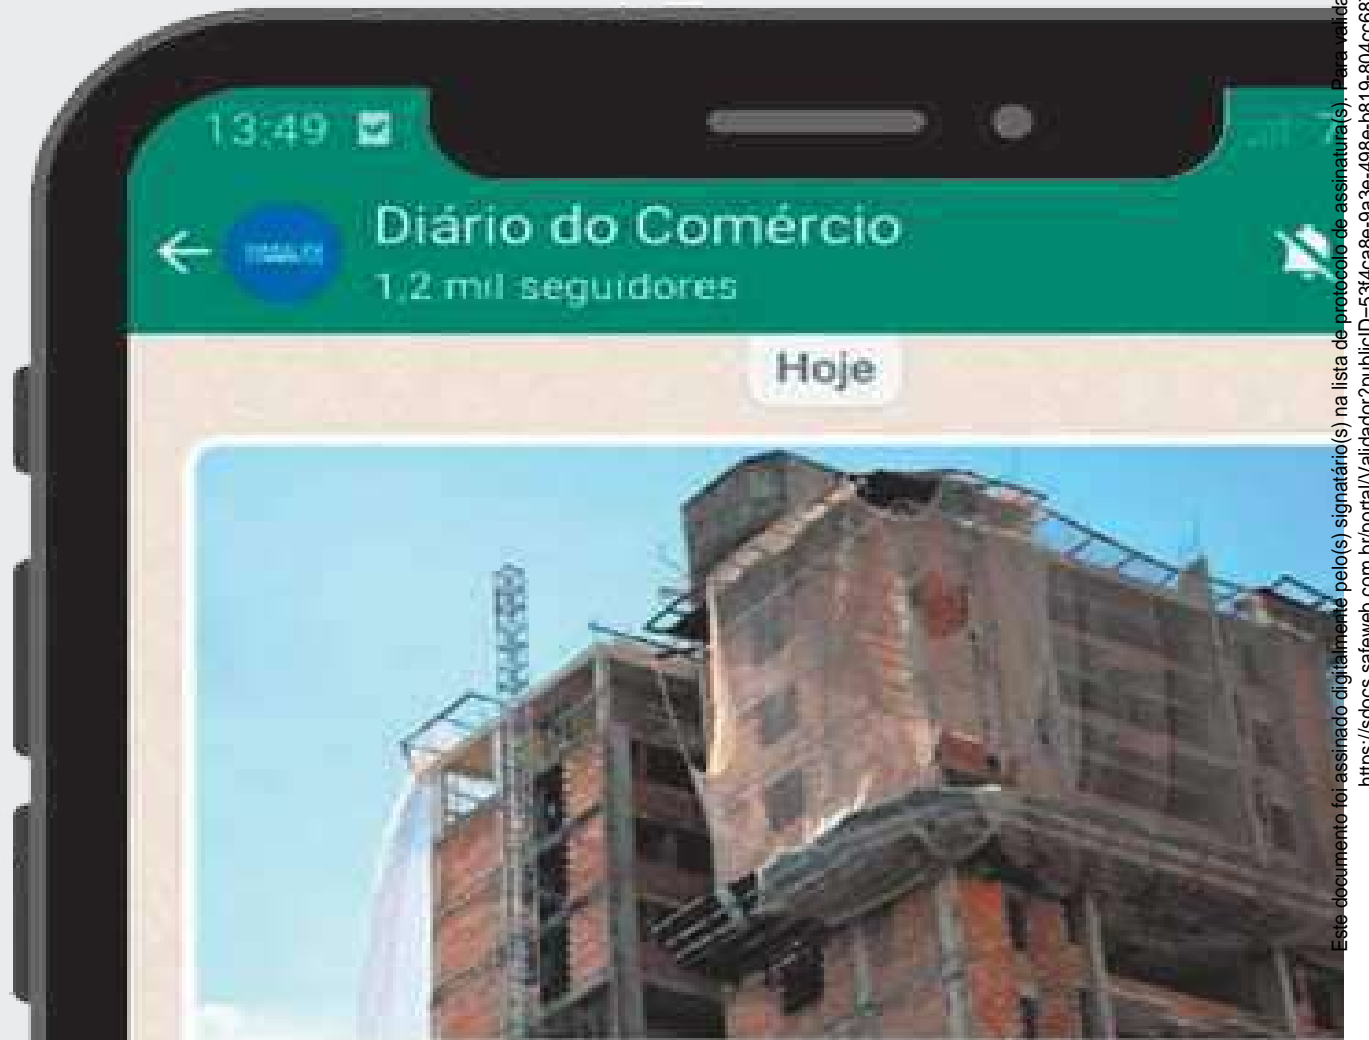 13:49
Diário do Comércio
1,2 mil seguidores
Hoje
Este documento foi assinado digitalmente pelo(s) signatário(s) na lista de protocolo de assinatura(s). Para valida